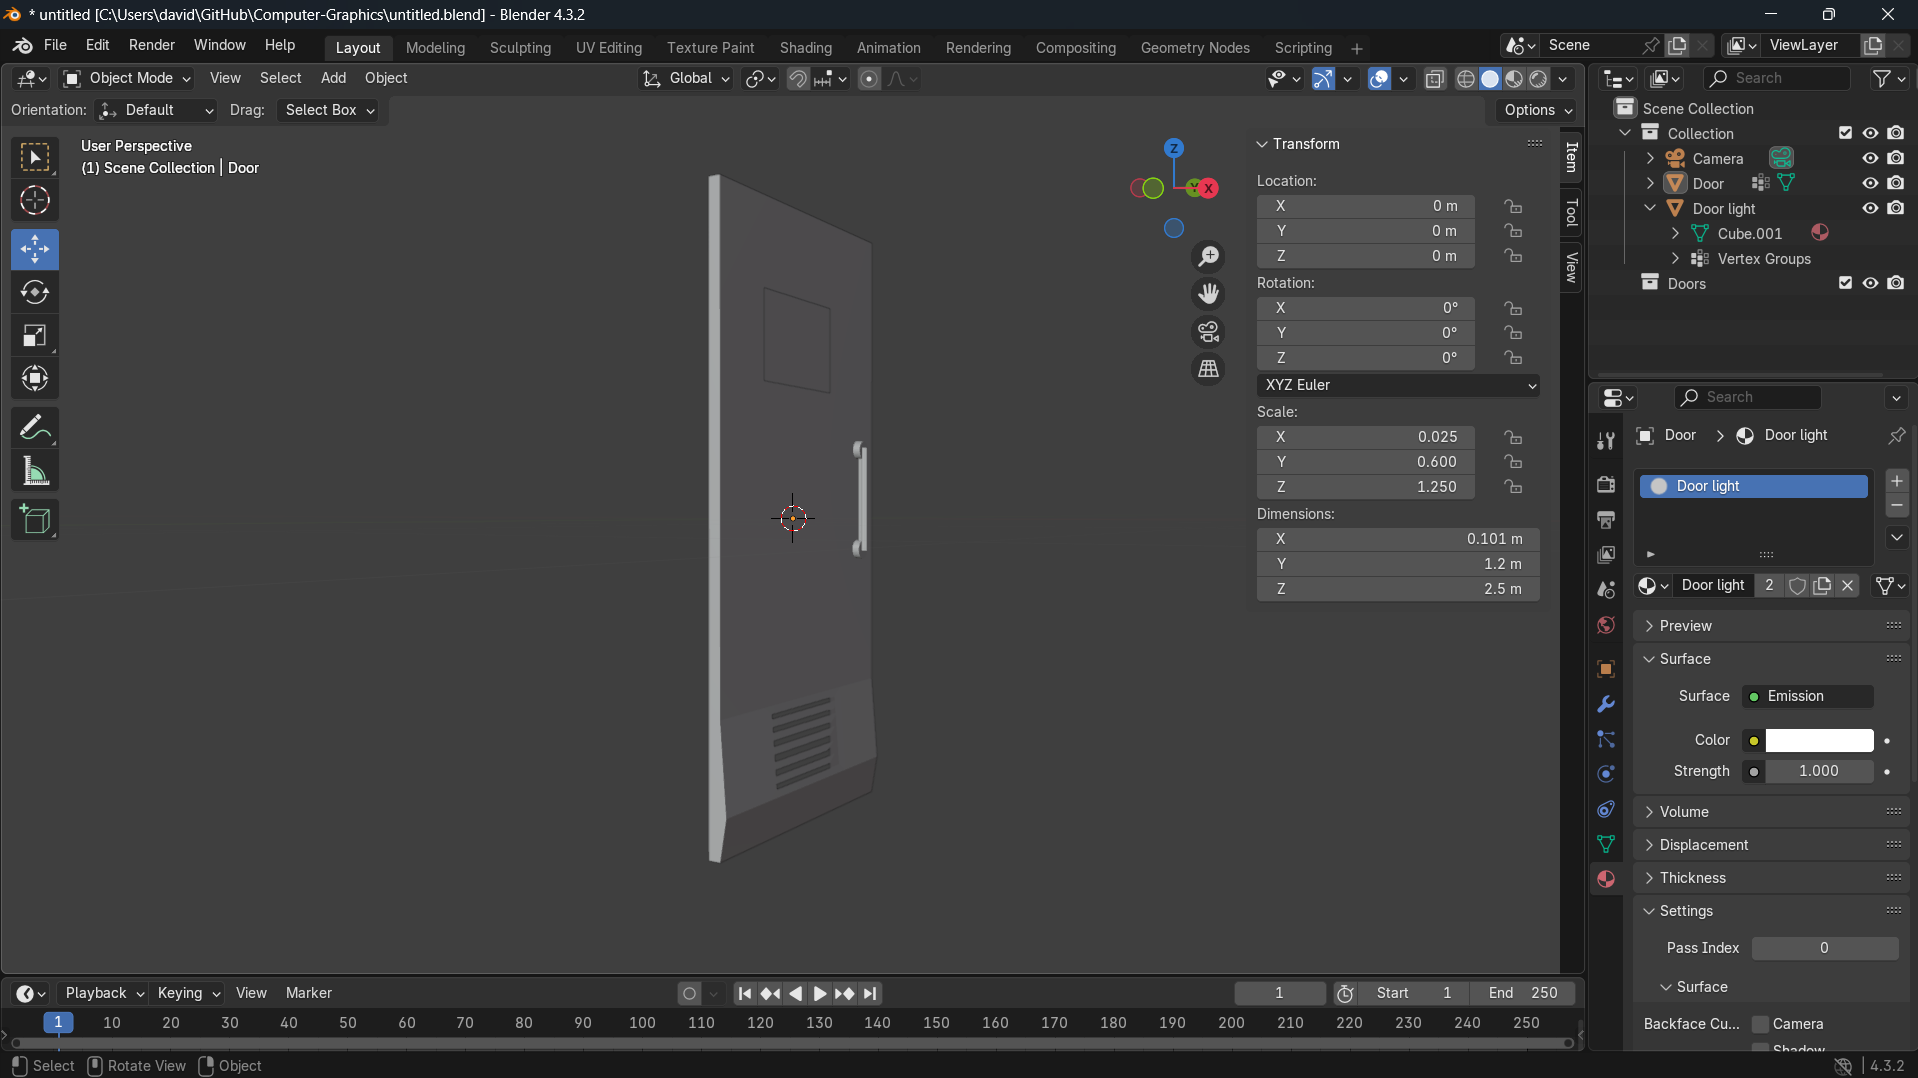 * untitled [C:\Users\david\GitHub\Computer-Graphics\untitled.blend] - Blender 4.3.2
File Edit Render Window Help Layout Modeling Sculpting UV Editing Texture Paint Shading Animation Rendering Compositing Geometry Nodes Scripting + Scene ViewLayer
Object Mode View Select Add Object Global Search
Orientation: Default Drag: Select Box Options
User Perspective
(1) Scene Collection | Door
Z
X
Transform
Location:
X 0 m
Y 0 m
Z 0 m
Rotation:
X 0°
Y 0°
Z 0°
XYZ Euler
Scale:
X 0.025
Y 0.600
Z 1.250
Dimensions:
X 0.101 m
Y 1.2 m
Z 2.5 m
Item
Tool
View
Scene Collection
Collection
Camera
Door
Door light
Cube.001
Vertex Groups
Doors
Search
Door > Door light
Door light
Door light 2
Preview
Surface
Surface Emission
Color
Strength 1.000
Volume
Displacement
Thickness
Settings
Pass Index 0
Surface
Backface Cu... Camera
Shadow
Playback Keying View Marker 1 Start 1 End 250
1 10 20 30 40 50 60 70 80 90 100 110 120 130 140 150 160 170 180 190 200 210 220 230 240 250
Select Rotate View Object 4.3.2